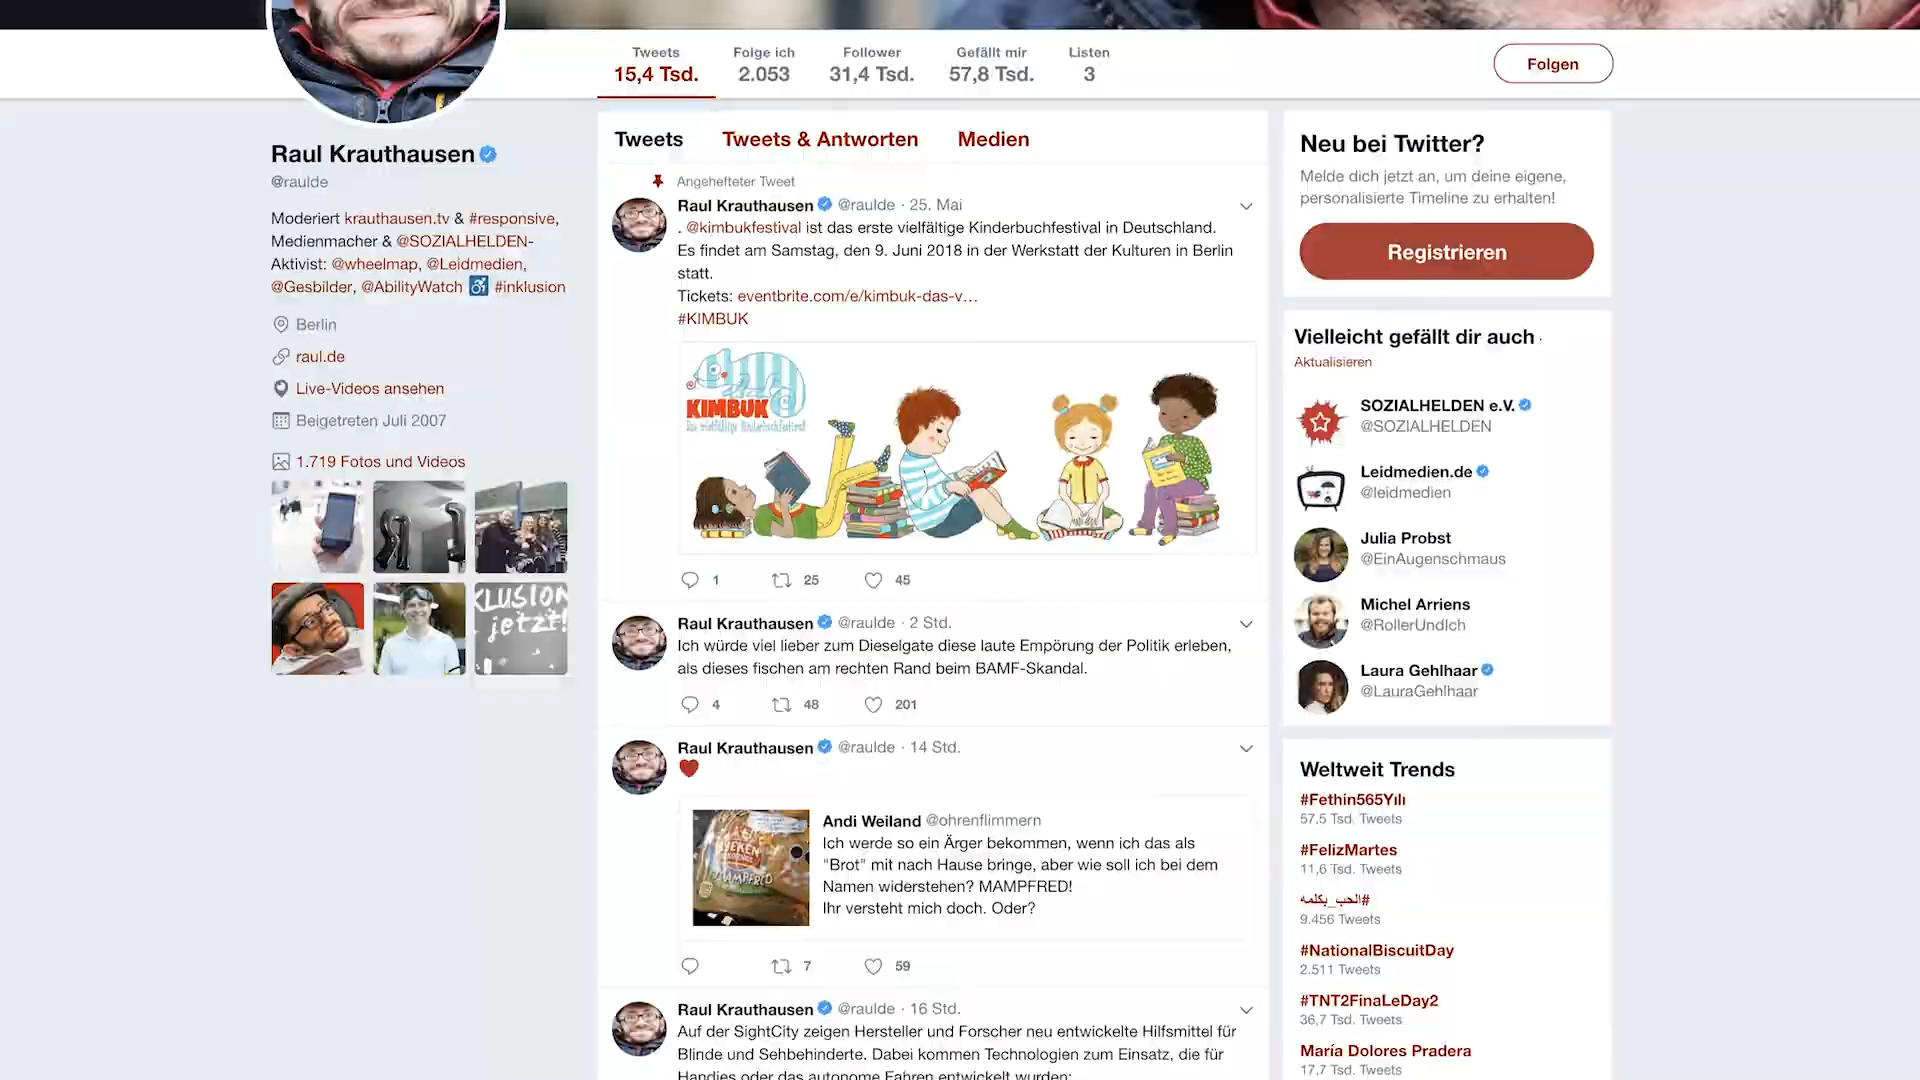 Tweets
15,4 Tsd.
Folge ich
2.053
Follower
31,4 Tsd.
Gefällt mir
57,8 Tsd.
Listen
3
Folgen
Raul Krauthausen
@raulde
Moderiert krauthausen.tv & #responsive,
Medienmacher & @SOZIALHELDEN-
Aktivist: @wheelmap, @Leidmedien,
@Gesbilder, @AbilityWatch #inklusion
Berlin
raul.de
Live-Videos ansehen
Beigetreten Juli 2007
1.719 Fotos und Videos
KLUSION
jetzt!
Tweets Tweets & Antworten Medien
Angehefteter Tweet
Raul Krauthausen @raulde · 25. Mai
. @kimbukfestival ist das erste vielfältige Kinderbuchfestival in Deutschland.
Es findet am Samstag, den 9. Juni 2018 in der Werkstatt der Kulturen in Berlin
statt.
Tickets: eventbrite.com/e/kimbuk-das-v…
#KIMBUK
KIMBUK
Das vielfältige Kinderbuchfestival
1 25 45
Raul Krauthausen @raulde · 2 Std.
Ich würde viel lieber zum Dieselgate diese laute Empörung der Politik erleben,
als dieses fischen am rechten Rand beim BAMF-Skandal.
4 48 201
Raul Krauthausen @raulde · 14 Std.
Andi Weiland @ohrenflimmern
Ich werde so ein Ärger bekommen, wenn ich das als
"Brot" mit nach Hause bringe, aber wie soll ich bei dem
Namen widerstehen? MAMPFRED!
Ihr versteht mich doch. Oder?
MAMPFRED
7 59
Raul Krauthausen @raulde · 16 Std.
Auf der SightCity zeigen Hersteller und Forscher neu entwickelte Hilfsmittel für
Blinde und Sehbehinderte. Dabei kommen Technologien zum Einsatz, die für
Handies oder das autonome Fahren entwickelt wurden:
Neu bei Twitter?
Melde dich jetzt an, um deine eigene,
personalisierte Timeline zu erhalten!
Registrieren
Vielleicht gefällt dir auch ·
Aktualisieren
SOZIALHELDEN e.V.
@SOZIALHELDEN
Leidmedien.de
@leidmedien
Julia Probst
@EinAugenschmaus
Michel Arriens
@RollerUndIch
Laura Gehlhaar
@LauraGehlhaar
Weltweit Trends
#Fethin565Yılı
57,5 Tsd. Tweets
#FelizMartes
11,6 Tsd. Tweets
#الحب_بكلمه
9.456 Tweets
#NationalBiscuitDay
2.511 Tweets
#TNT2FinaLeDay2
36,7 Tsd. Tweets
María Dolores Pradera
17,7 Tsd. Tweets